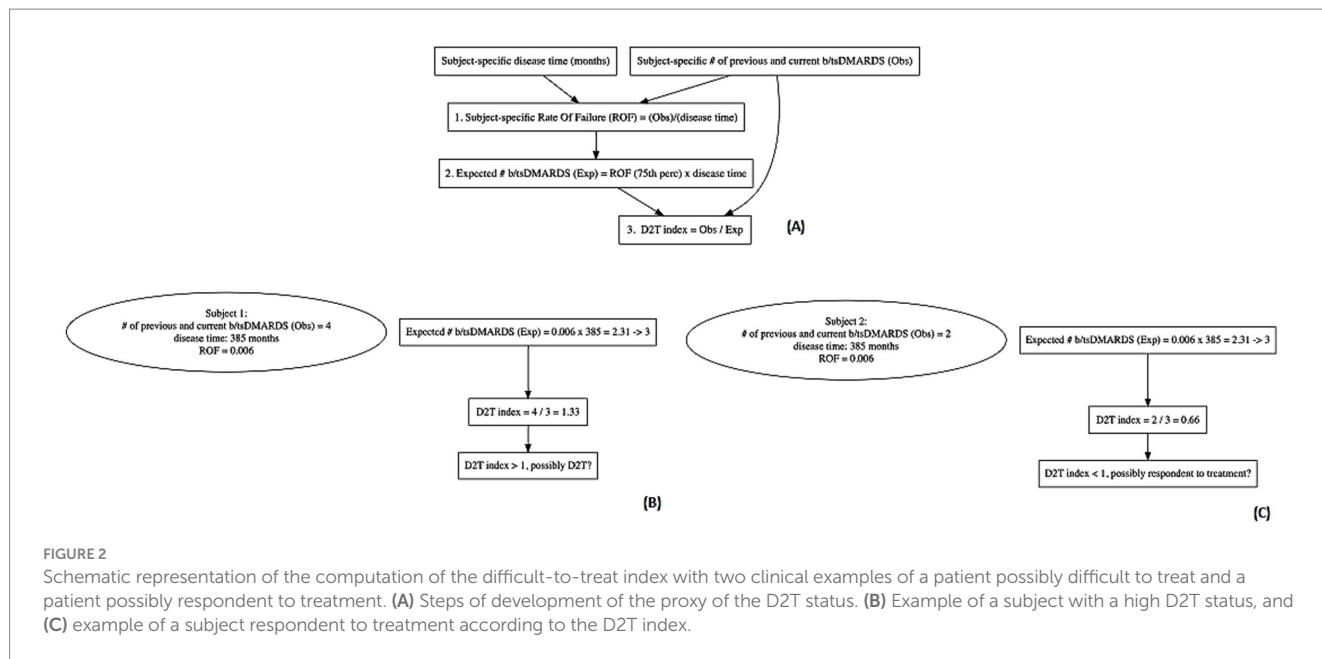 Subject-specific disease time (months)
Subject-specific # of previous and current b/tsDMARDS (Obs)
1. Subject-specific Rate Of Failure (ROF) = (Obs)/(disease time)
2. Expected # b/tsDMARDS (Exp) = ROF (75th perc) x disease time
3. D2T index = Obs / Exp
(A)
Subject 1:
# of previous and current b/tsDMARDS (Obs) = 4
disease time: 385 months
ROF = 0.006
Expected # b/tsDMARDS (Exp) = 0.006 x 385 = 2.31 -> 3
D2T index = 4 / 3 = 1.33
D2T index > 1, possibly D2T?
(B)
Subject 2:
# of previous and current b/tsDMARDS (Obs) = 2
disease time: 385 months
ROF = 0.006
Expected # b/tsDMARDS (Exp) = 0.006 x 385 = 2.31 -> 3
D2T index = 2 / 3 = 0.66
D2T index < 1, possibly respondent to treatment?
(C)
FIGURE 2
Schematic representation of the computation of the difficult-to-treat index with two clinical examples of a patient possibly difficult to treat and a
patient possibly respondent to treatment. (A) Steps of development of the proxy of the D2T status. (B) Example of a subject with a high D2T status, and
(C) example of a subject respondent to treatment according to the D2T index.